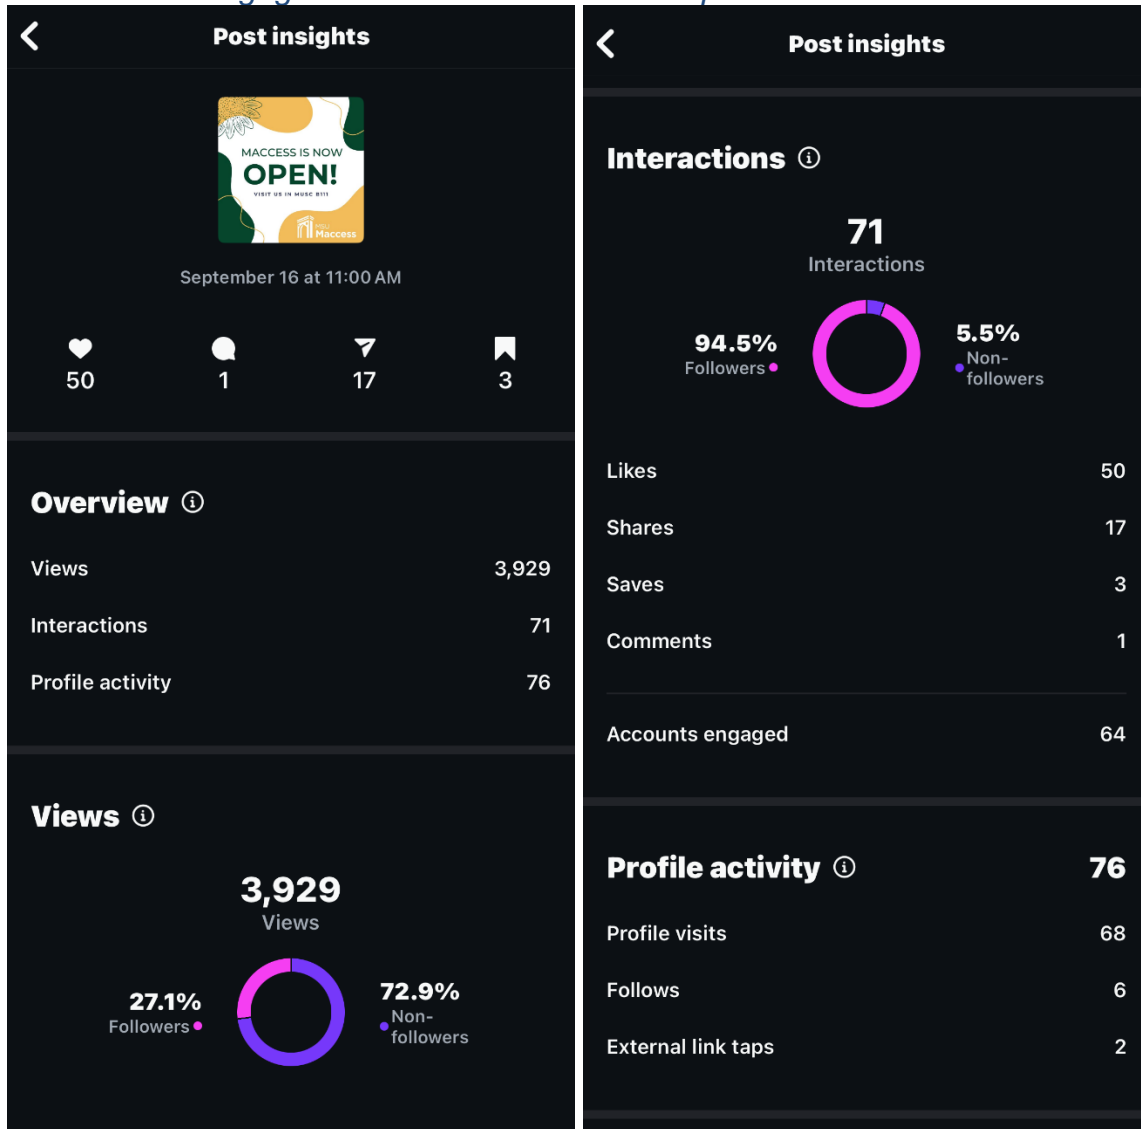 Post insights
MACCESS IS NOW
OPEN!
VISIT US IN MUSC B111
MSU
Maccess
September 16 at 11:00 AM
50 1 17 3
Overview
Views 3,929
Interactions 71
Profile activity 76
Views
3,929
Views
27.1%
Followers
72.9%
Non-
followers
Post insights
Interactions
71
Interactions
94.5%
Followers
5.5%
Non-
followers
Likes 50
Shares 17
Saves 3
Comments 1
Accounts engaged 64
Profile activity 76
Profile visits 68
Follows 6
External link taps 2